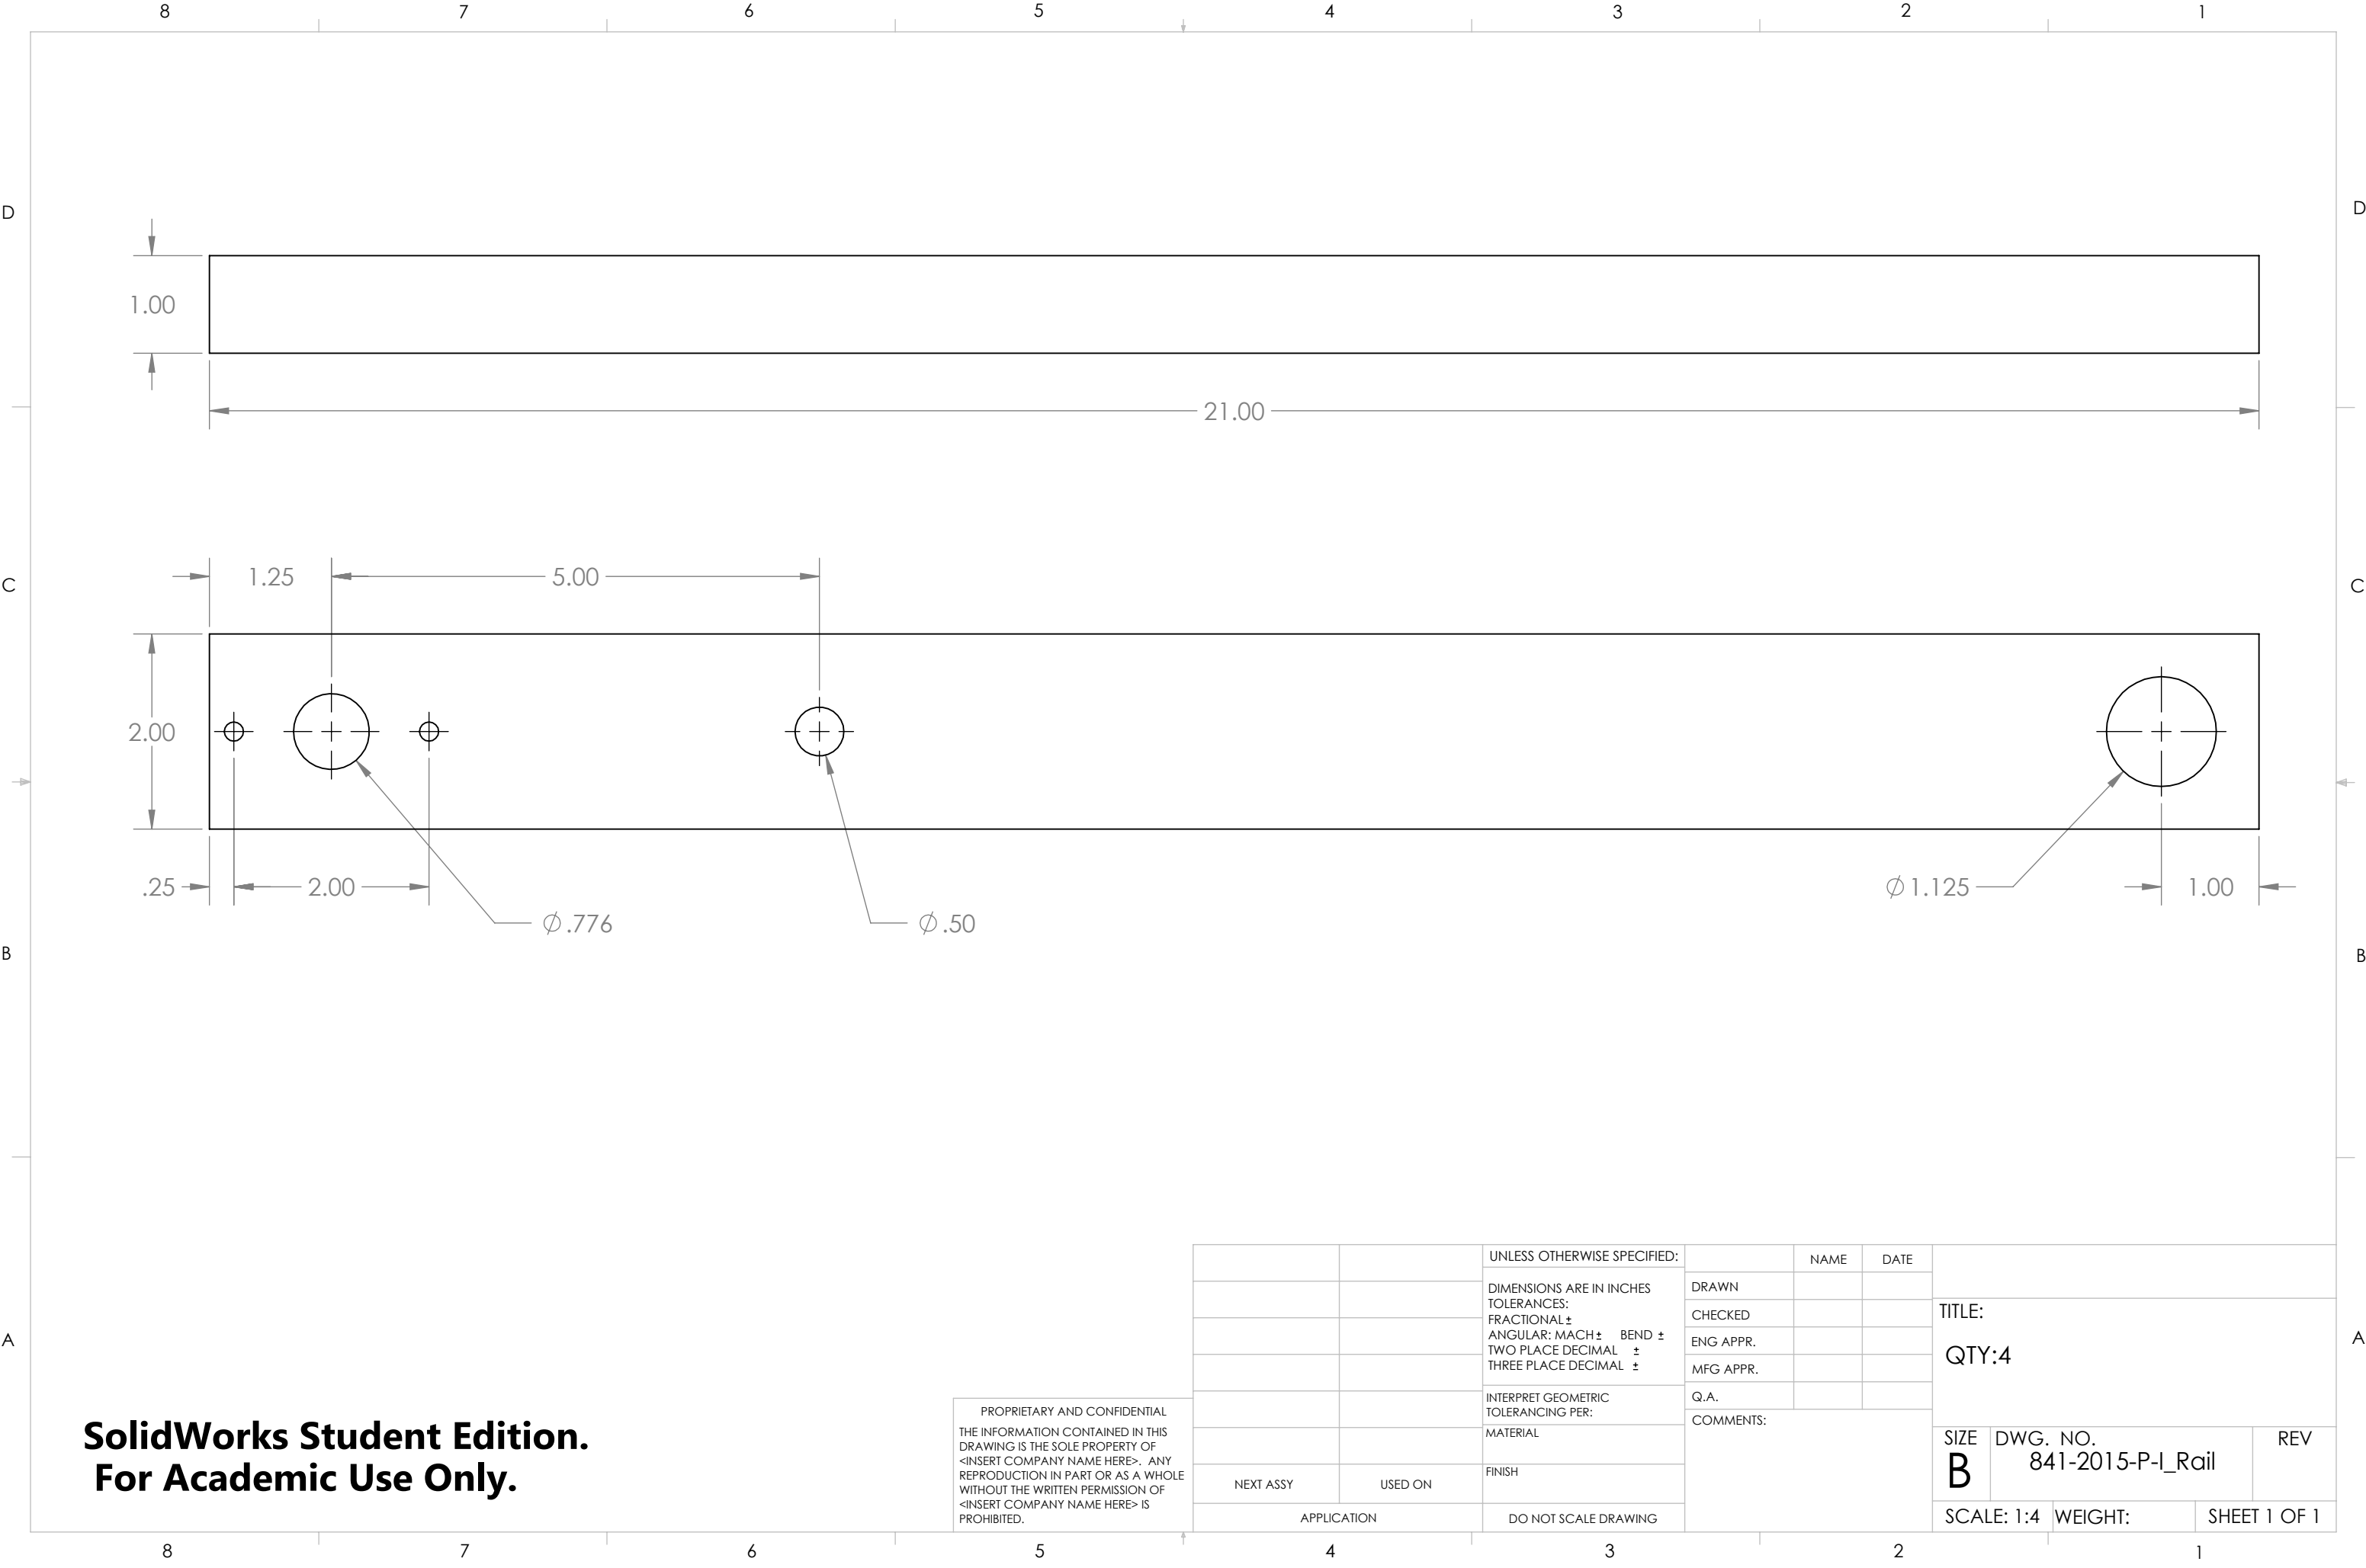 8 7 6 5 4 3 2 1
D D
1.00
21.00
1.25 5.00
C C
2.00
.25 2.00 ∅1.125 1.00
∅.776 ∅.50
B B
A A
SolidWorks Student Edition.
For Academic Use Only.
PROPRIETARY AND CONFIDENTIAL
THE INFORMATION CONTAINED IN THIS
DRAWING IS THE SOLE PROPERTY OF
<INSERT COMPANY NAME HERE>. ANY
REPRODUCTION IN PART OR AS A WHOLE
WITHOUT THE WRITTEN PERMISSION OF
<INSERT COMPANY NAME HERE> IS
PROHIBITED.
NEXT ASSY USED ON
APPLICATION
UNLESS OTHERWISE SPECIFIED:
DIMENSIONS ARE IN INCHES
TOLERANCES:
FRACTIONAL ±
ANGULAR: MACH ± BEND ±
TWO PLACE DECIMAL ±
THREE PLACE DECIMAL ±
INTERPRET GEOMETRIC
TOLERANCING PER:
MATERIAL
FINISH
DO NOT SCALE DRAWING
NAME DATE
DRAWN
CHECKED
ENG APPR.
MFG APPR.
Q.A.
COMMENTS:
TITLE:
QTY:4
SIZE DWG. NO. REV
B 841-2015-P-I_Rail
SCALE: 1:4 WEIGHT: SHEET 1 OF 1
8 7 6 5 4 3 2 1